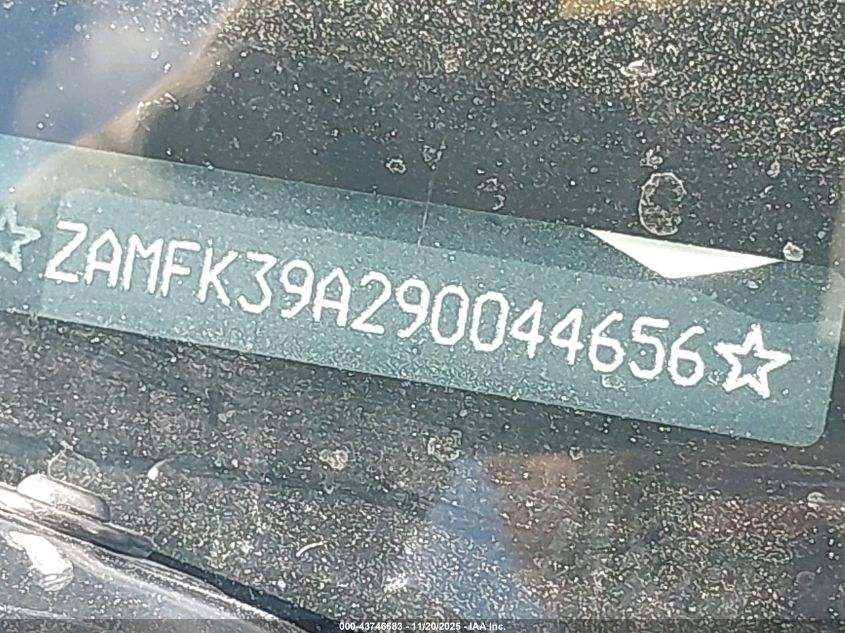 ☆ZAMFK39A290044656☆
000-43746683 - 11/20/2025 - IAA Inc.